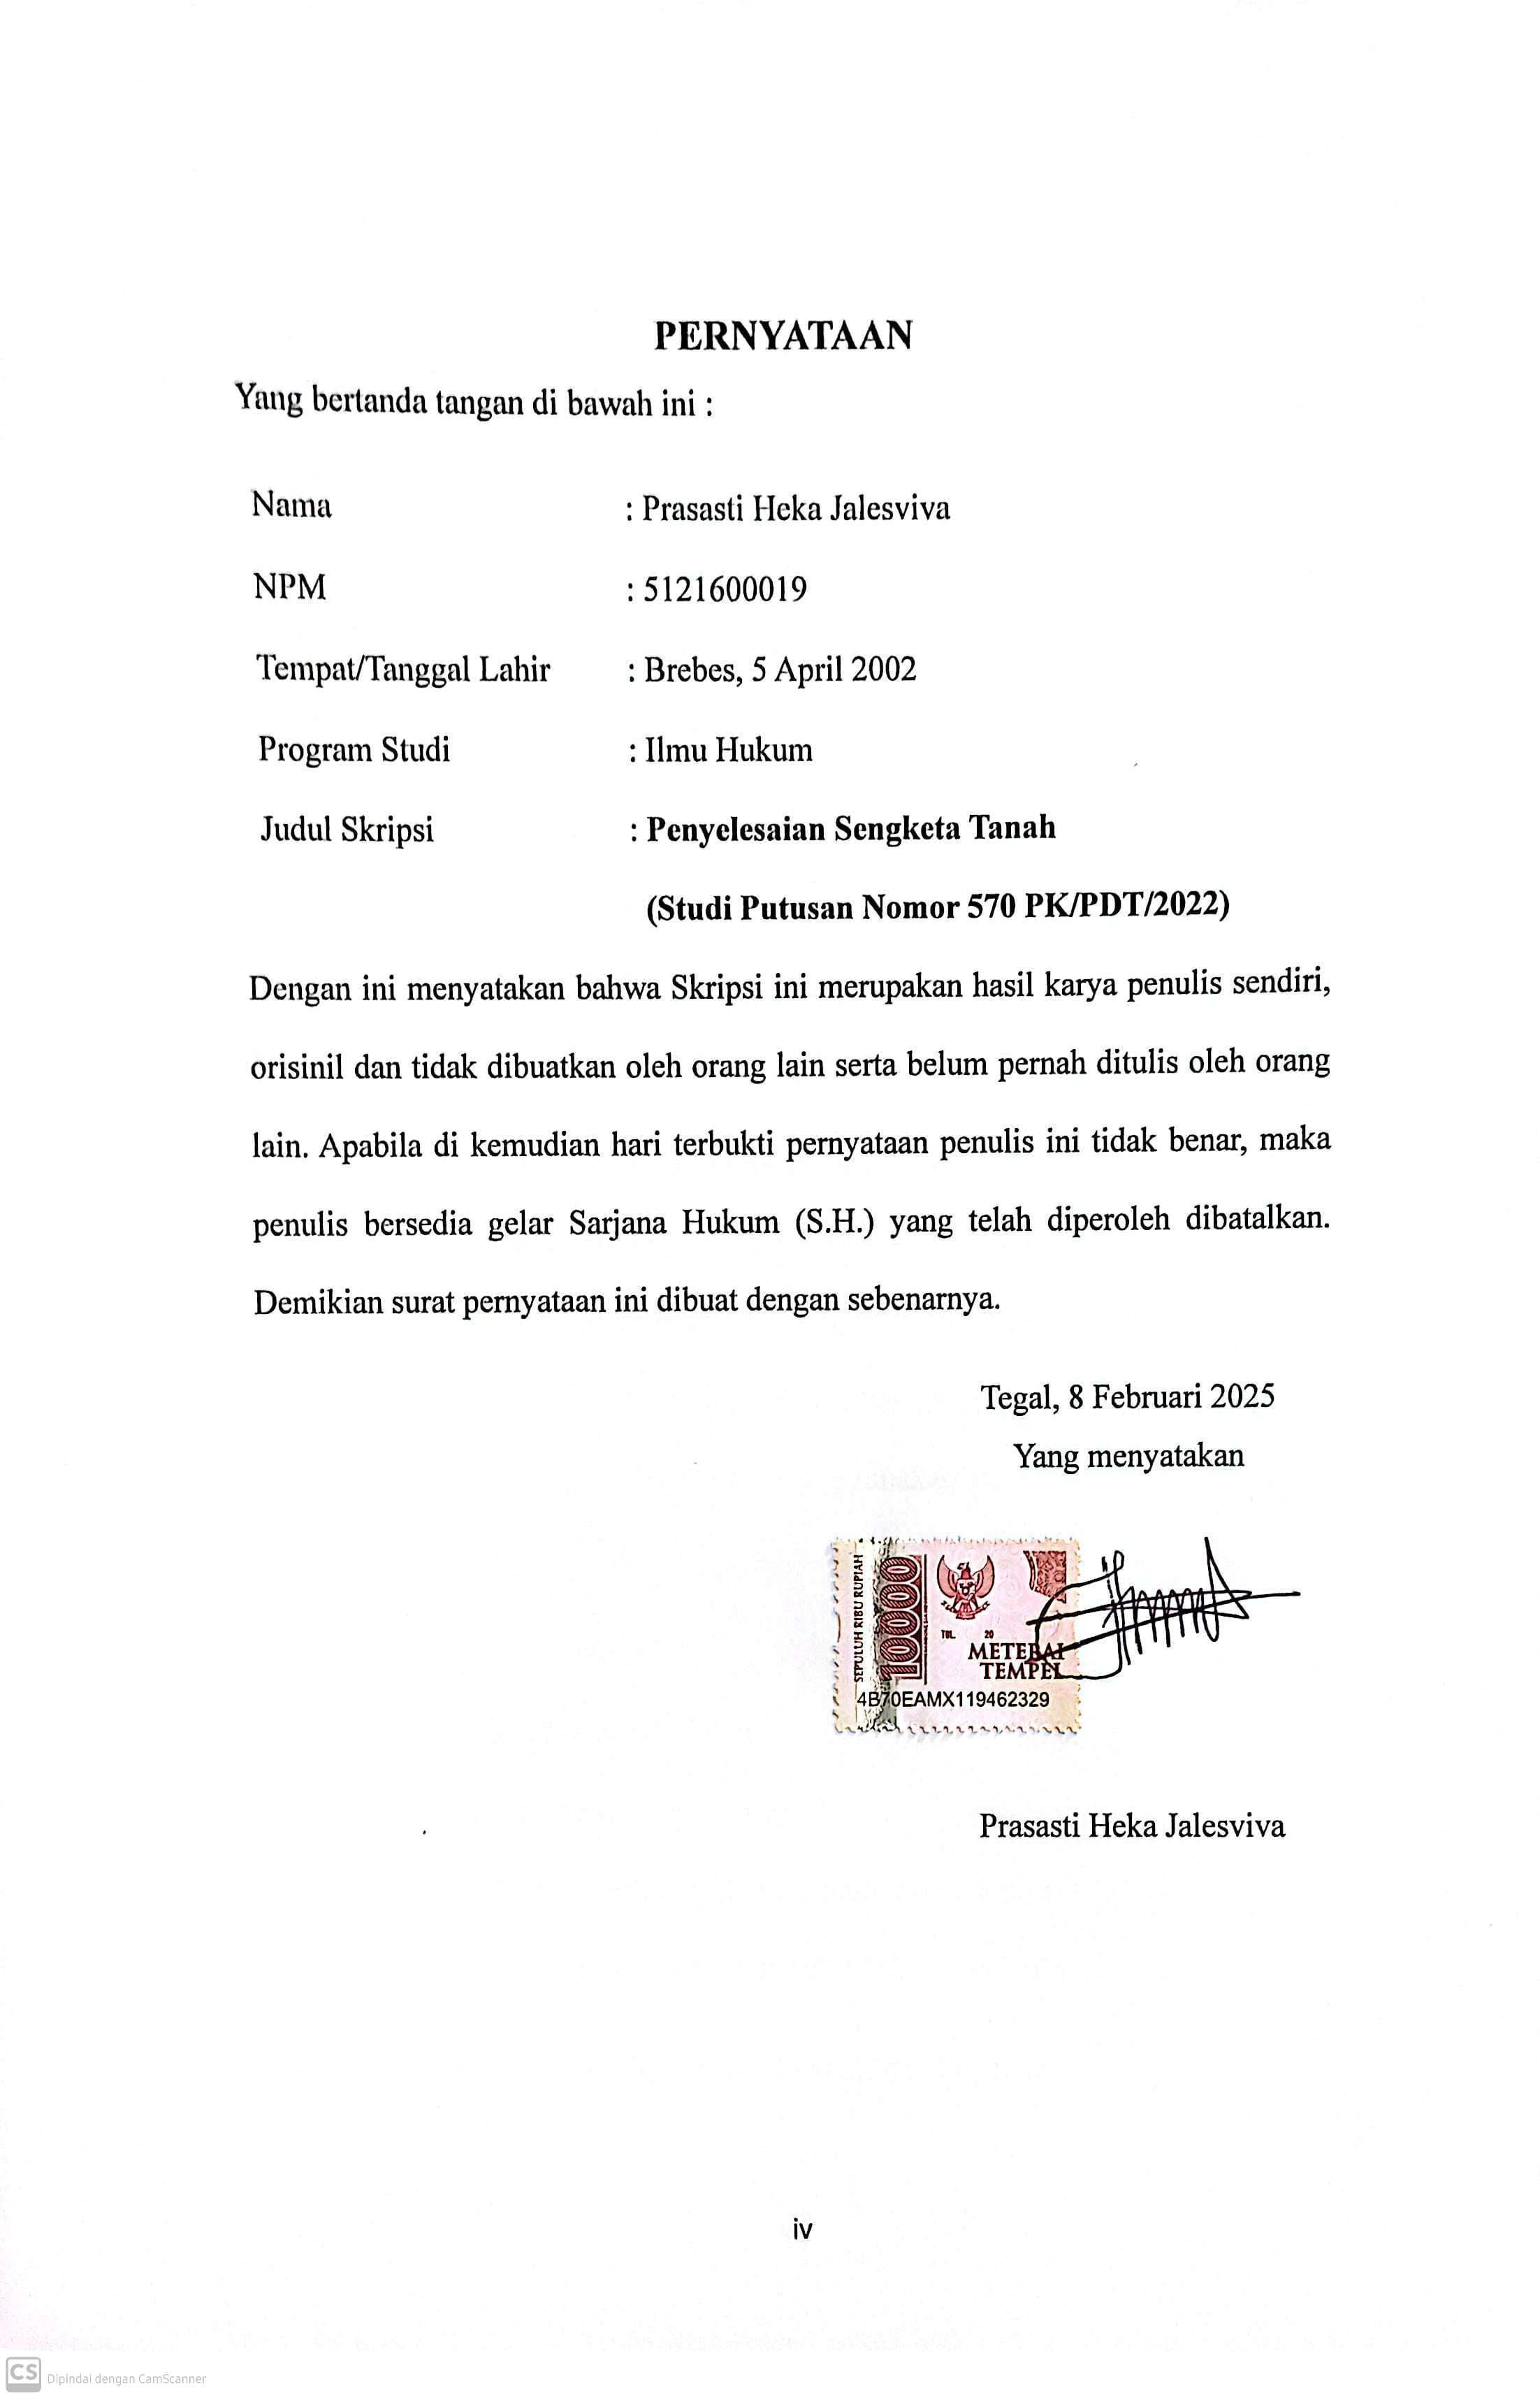 PERNYATAAN
Yang bertanda tangan di bawah ini :
Nama : Prasasti Heka Jalesviva
NPM : 5121600019
Tempat/Tanggal Lahir : Brebes, 5 April 2002
Program Studi : Ilmu Hukum
Judul Skripsi : Penyelesaian Sengketa Tanah
(Studi Putusan Nomor 570 PK/PDT/2022)
Dengan ini menyatakan bahwa Skripsi ini merupakan hasil karya penulis sendiri,
orisinil dan tidak dibuatkan oleh orang lain serta belum pernah ditulis oleh orang
lain. Apabila di kemudian hari terbukti pernyataan penulis ini tidak benar, maka
penulis bersedia gelar Sarjana Hukum (S.H.) yang telah diperoleh dibatalkan.
Demikian surat pernyataan ini dibuat dengan sebenarnya.
Tegal, 8 Februari 2025
Yang menyatakan
SEPULUH RIBU RUPIAH
10000
TGL. 20
METERAI
TEMPEL
4B70EAMX119462329
Prasasti Heka Jalesviva
iv
CS Dipindai dengan CamScanner